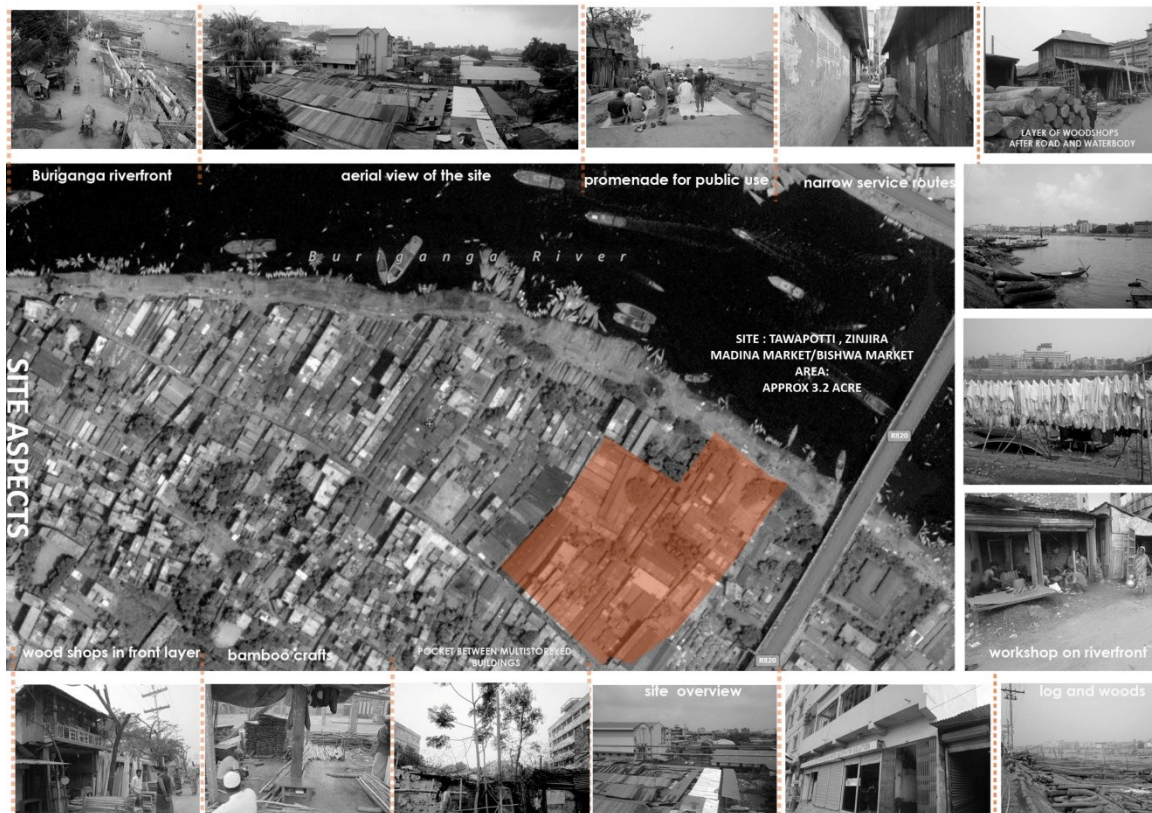 LAYER OF WOODSHOPS
AFTER ROAD AND WATERBODY
Buriganga riverfront
aerial view of the site
promenade for public use
narrow service routes
Buriganga River
SITE : TAWAPOTTI , ZINJIRA
MADINA MARKET/BISHWA MARKET
AREA:
APPROX 3.2 ACRE
R820
SITE ASPECTS
wood shops in front layer
bamboo crafts
POCKET BETWEEN MULTISTOREYED
BUILDINGS
R820
workshop on riverfront
site overview
log and woods